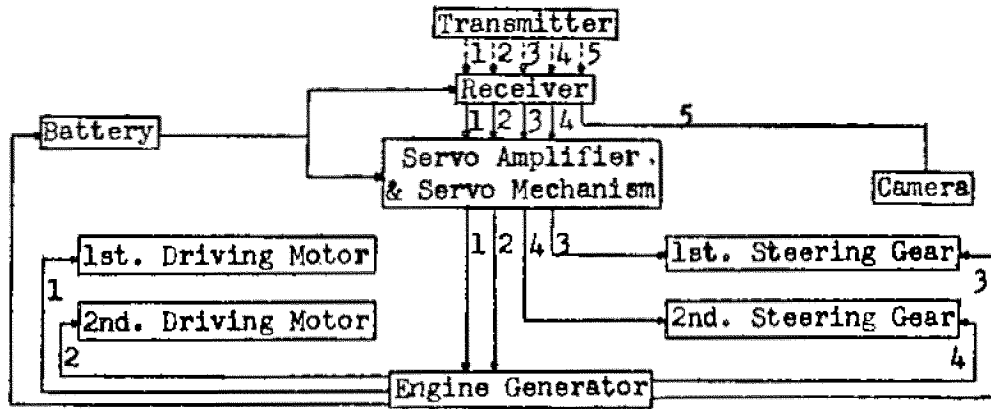 Transmitter
1 2 3 4 5
Receiver
Battery
1 2 3 4
5
Servo Amplifier.
& Servo Mechanism
Camera
1 2 4 3
1st. Driving Motor
1st. Steering Gear
1
3
2nd. Driving Motor
2nd. Steering Gear
2
4
Engine Generator